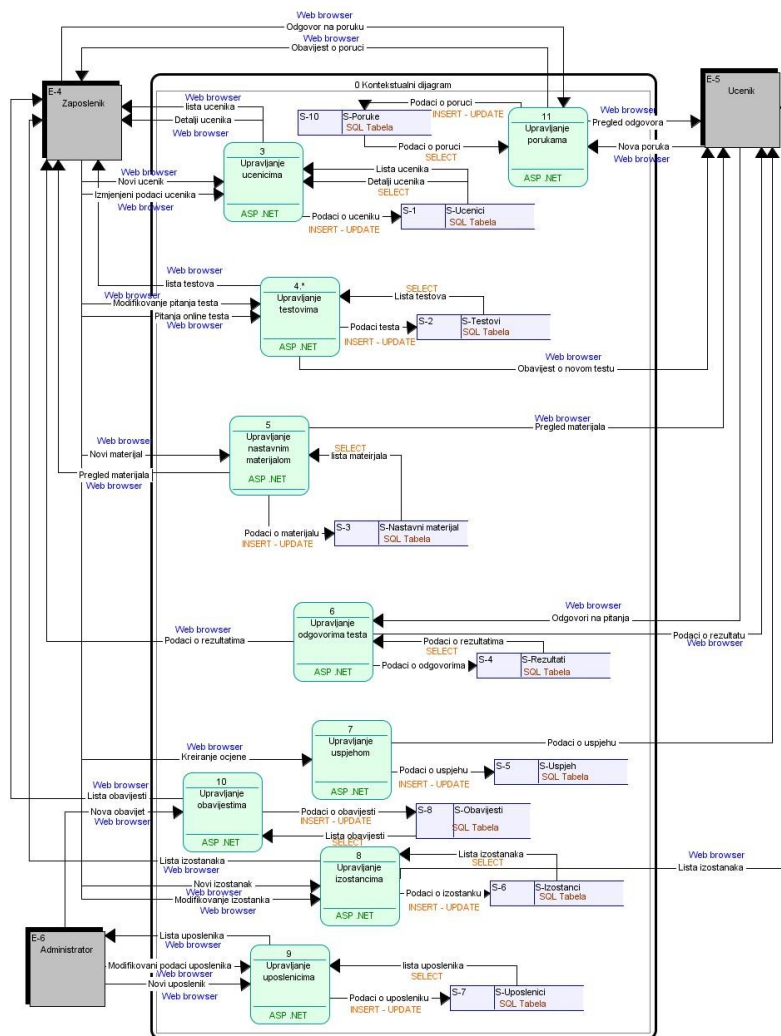 Web browser
Odgovor na poruku
Web browser
Obavijest o poruci
E-4
Zaposlenik
E-5
Ucenik
0 Kontekstualni dijagram
Web browser
lista ucenika
Web browser
Detalji ucenika
Web browser
S-10
S-Poruke
SQL Tabela
Podaci o poruci
INSERT - UPDATE
Podaci o poruci
SELECT
11
Upravljanje
porukama
ASP .NET
Web browser
Pregled odgovora
Nova poruka
Web browser
3
Upravljanje
ucenicima
ASP .NET
Web browser
Novi ucenik
Web browser
Izmjenjeni podaci ucenika
Web browser
Lista ucenika
Detalji ucenika
SELECT
Podaci o uceniku
INSERT - UPDATE
S-1
S-Ucenici
SQL Tabela
Web browser
lista testova
Web browser
Modifikovanje pitanja testa
Pitanja online testa
Web browser
4.*
Upravljanje
testovima
ASP .NET
SELECT
Lista testova
Podaci testa
INSERT - UPDATE
S-2
S-Testovi
SQL Tabela
Web browser
Obavijest o novom testu
5
Upravljanje
nastavnim
materijalom
ASP .NET
Web browser
Pregled materijala
Web browse
Novi materijal
Pregled materijala
Web browser
SELECT
lista mateirjala
Podaci o materijalu
INSERT - UPDATE
S-3
S-Nastavni materijal
SQL Tabela
6
Upravljanje
odgovorima testa
ASP .NET
Web browser
Odgovori na pitanja
Web browser
Podaci o rezultatima
Podaci o rezultatu
Web browser
Podaci o rezultatima
SELECT
Podaci o odgovorima
S-4
S-Rezultati
SQL Tabela
7
Upravljanje
uspjehom
ASP .NET
Web browser
Kreiranje ocjene
Podaci o uspjehu
Podaci o uspjehu
INSERT - UPDATE
S-5
S-Uspjeh
SQL Tabela
Web browser
Lista obavijesti
Web browser
Nova obavijet
Web browser
10
Upravljanje
obavijestima
ASP .NET
Podaci o obavijesti
INSERT - UPDATE
Lista obavijesti
SELECT
S-8
S-Obavijesti
SQL Tabela
8
Upravljanje
izostancima
ASP .NET
Lista izostanaka
Web browser
Novi izostanak
Web browser
Modifikovanje izostanka
Web browser
Lista izostanaka
SELECT
Podaci o izostanku
INSERT - UPDATE
S-6
S-Izostanci
SQL Tabela
Web browser
Lista izostanaka
E-6
Administrator
Lista uposlenika
Web browser
Modifikovani podaci uposlenika
Web browser
Novi uposlenik
Web browser
9
Upravljanje
uposlenicima
ASP .NET
lista uposlenika
SELECT
Podaci o uposleniku
INSERT - UPDATE
S-7
S-Uposlenici
SQL Tabela